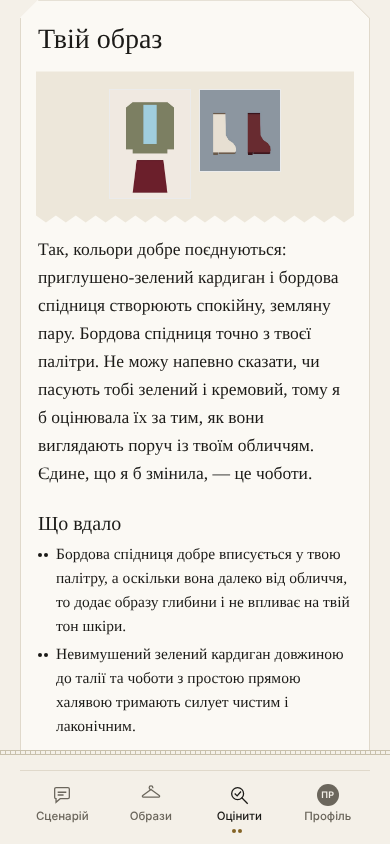 Твій образ
Так, кольори добре поєднуються:
приглушено-зелений кардиган і бордова
спідниця створюють спокійну, земляну
пару. Бордова спідниця точно з твоєї
палітри. Не можу напевно сказати, чи
пасують тобі зелений і кремовий, тому я
б оцінювала їх за тим, як вони
виглядають поруч із твоїм обличчям.
Єдине, що я б змінила, — це чоботи.
Що вдало
•• Бордова спідниця добре вписується у твою
палітру, а оскільки вона далеко від обличчя,
то додає образу глибини і не впливає на твій
тон шкіри.
•• Невимушений зелений кардиган довжиною
до талії та чоботи з простою прямою
халявою тримають силует чистим і
лаконічним.
Сценарій
Образи
Оцінити
ПР
Профіль